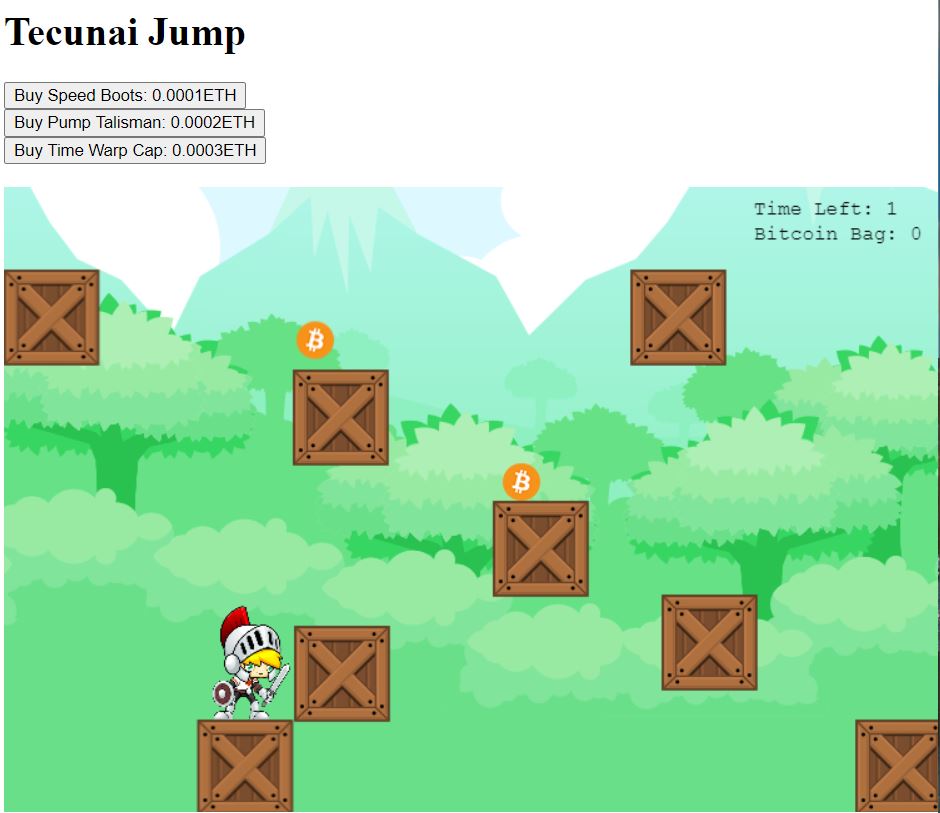 Tecunai Jump
Buy Speed Boots: 0.0001ETH
Buy Pump Talisman: 0.0002ETH
Buy Time Warp Cap: 0.0003ETH
Time Left: 1
Bitcoin Bag: 0